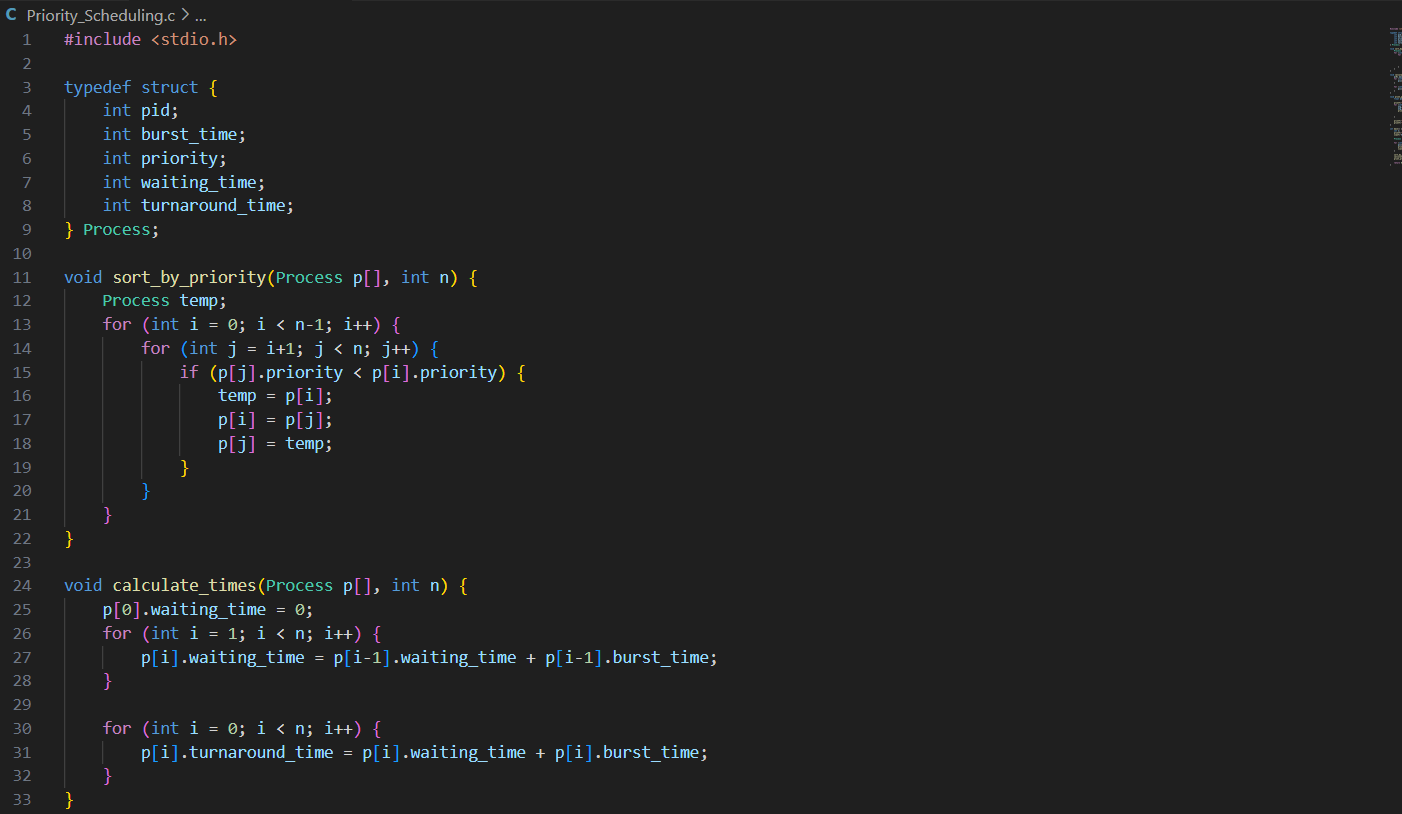 C Priority_Scheduling.c > ...
1 #include <stdio.h>
2
3 typedef struct {
4     int pid;
5     int burst_time;
6     int priority;
7     int waiting_time;
8     int turnaround_time;
9 } Process;
10
11 void sort_by_priority(Process p[], int n) {
12     Process temp;
13     for (int i = 0; i < n-1; i++) {
14         for (int j = i+1; j < n; j++) {
15             if (p[j].priority < p[i].priority) {
16                 temp = p[i];
17                 p[i] = p[j];
18                 p[j] = temp;
19             }
20         }
21     }
22 }
23
24 void calculate_times(Process p[], int n) {
25     p[0].waiting_time = 0;
26     for (int i = 1; i < n; i++) {
27         p[i].waiting_time = p[i-1].waiting_time + p[i-1].burst_time;
28     }
29
30     for (int i = 0; i < n; i++) {
31         p[i].turnaround_time = p[i].waiting_time + p[i].burst_time;
32     }
33 }